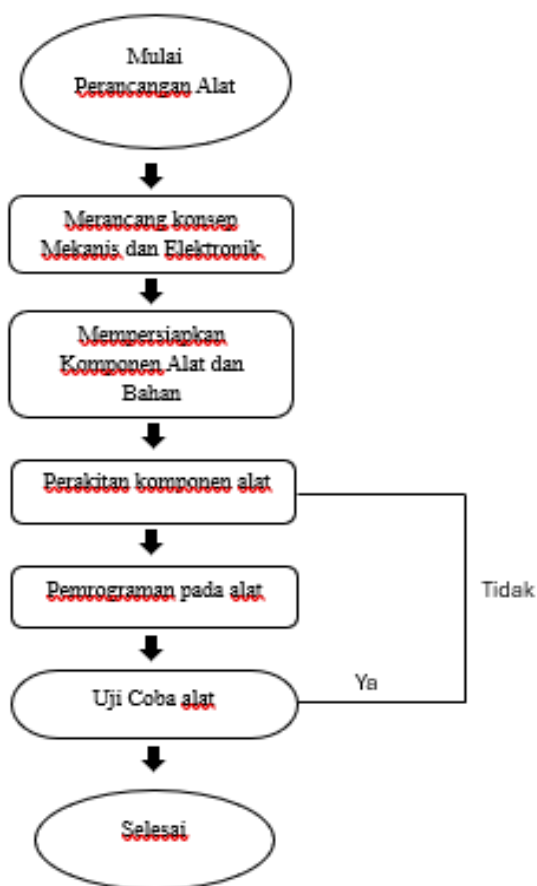 Mulai
Perancangan Alat
Merancang konsep
Mekanis dan Elektronik
Mempersiapkan
Komponen Alat dan
Bahan
Perakitan komponen alat
Pemrograman pada alat
Tidak
Ya
Uji Coba alat
Selesai